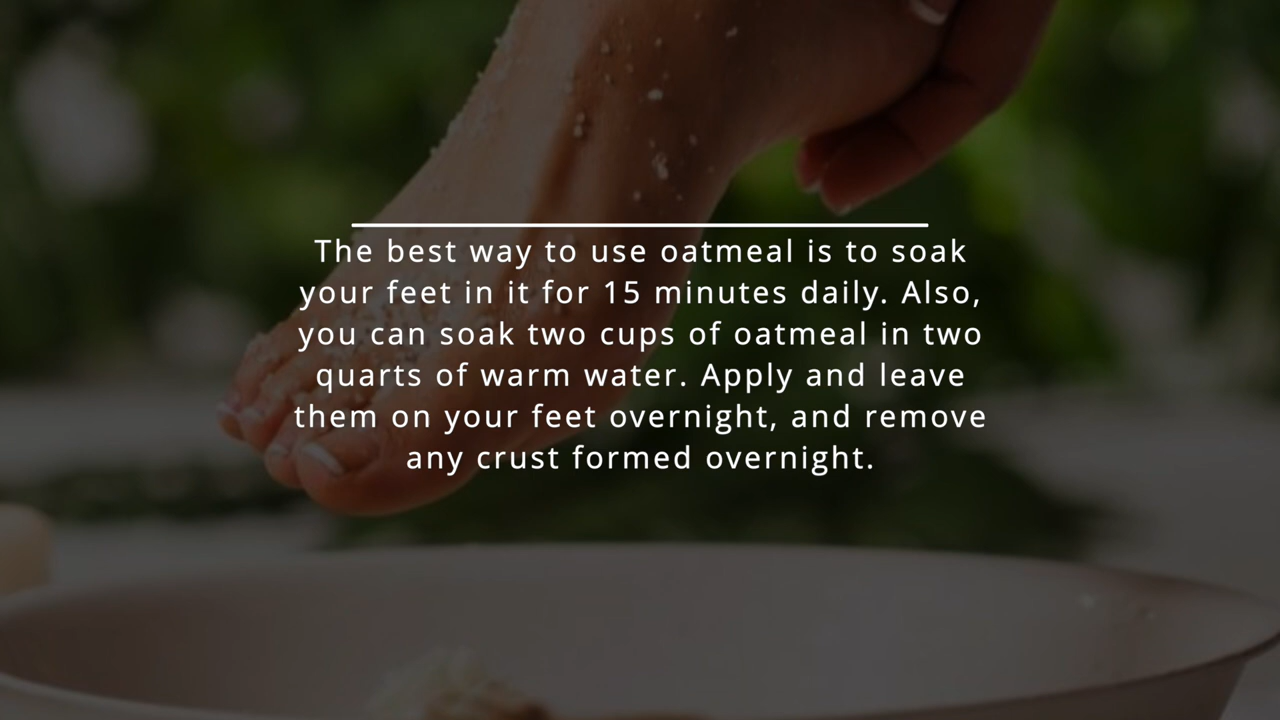 The best way to use oatmeal is to soak
your feet in it for 15 minutes daily. Also,
you can soak two cups of oatmeal in two
quarts of warm water. Apply and leave
them on your feet overnight, and remove
any crust formed overnight.